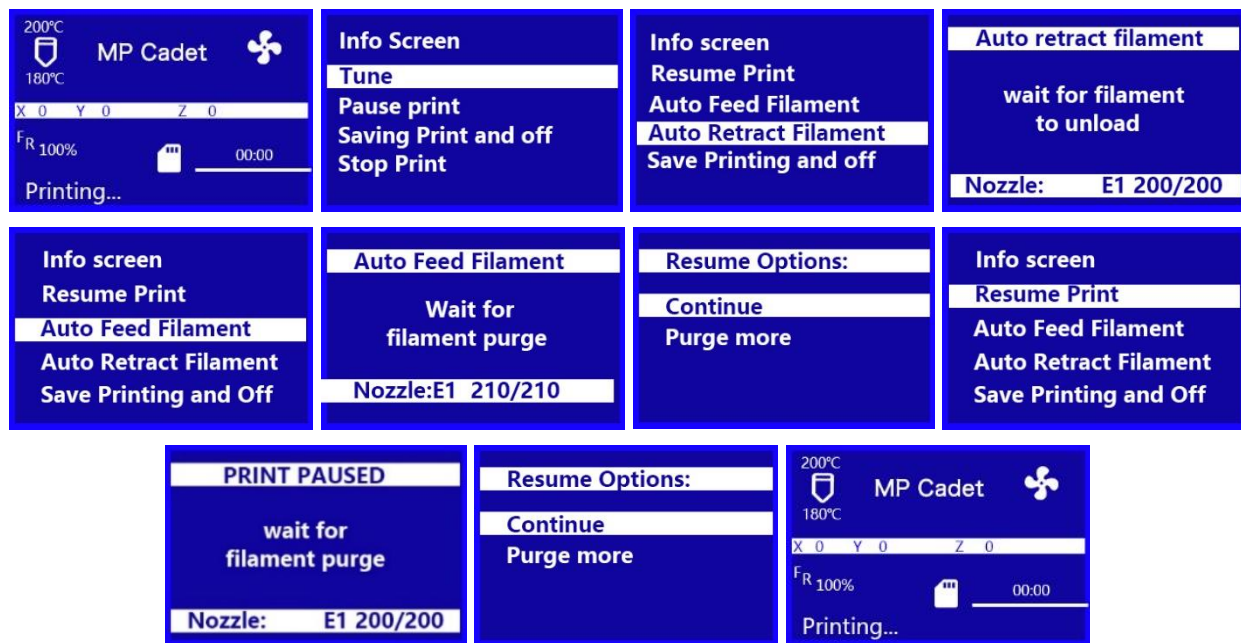 200°C
MP Cadet
180°C
X 0 Y 0 Z 0
FR 100%
00:00
Printing...
Info Screen
Tune
Pause print
Saving Print and off
Stop Print
Info screen
Resume Print
Auto Feed Filament
Auto Retract Filament
Save Printing and off
Auto retract filament
wait for filament
to unload
Nozzle: E1 200/200
Info screen
Resume Print
Auto Feed Filament
Auto Retract Filament
Save Printing and Off
Auto Feed Filament
Wait for
filament purge
Nozzle:E1 210/210
Resume Options:
Continue
Purge more
Info screen
Resume Print
Auto Feed Filament
Auto Retract Filament
Save Printing and Off
PRINT PAUSED
wait for
filament purge
Nozzle: E1 200/200
Resume Options:
Continue
Purge more
200°C
MP Cadet
180°C
X 0 Y 0 Z 0
FR 100%
00:00
Printing...